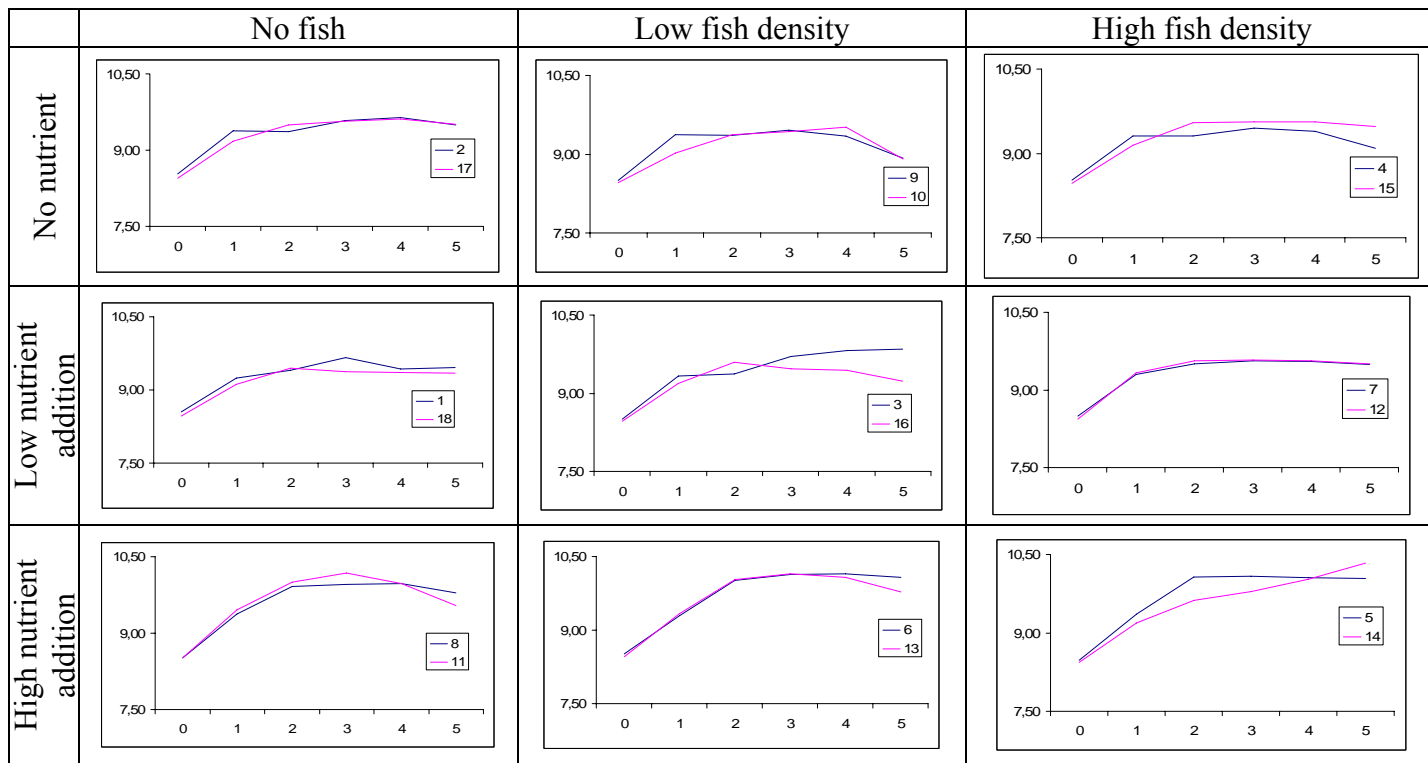 No fish
Low fish density
High fish density
No nutrient
10,50
9,00
7,50
0 1 2 3 4 5
2
17
10,50
9,00
7,50
0 1 2 3 4 5
9
10
10,50
9,00
7,50
0 1 2 3 4 5
4
15
Low nutrient
addition
10,50
9,00
7,50
0 1 2 3 4 5
1
18
10,50
9,00
7,50
0 1 2 3 4 5
3
16
10,50
9,00
7,50
0 1 2 3 4 5
7
12
High nutrient
addition
10,50
9,00
7,50
0 1 2 3 4 5
8
11
10,50
9,00
7,50
0 1 2 3 4 5
6
13
10,50
9,00
7,50
0 1 2 3 4 5
5
14